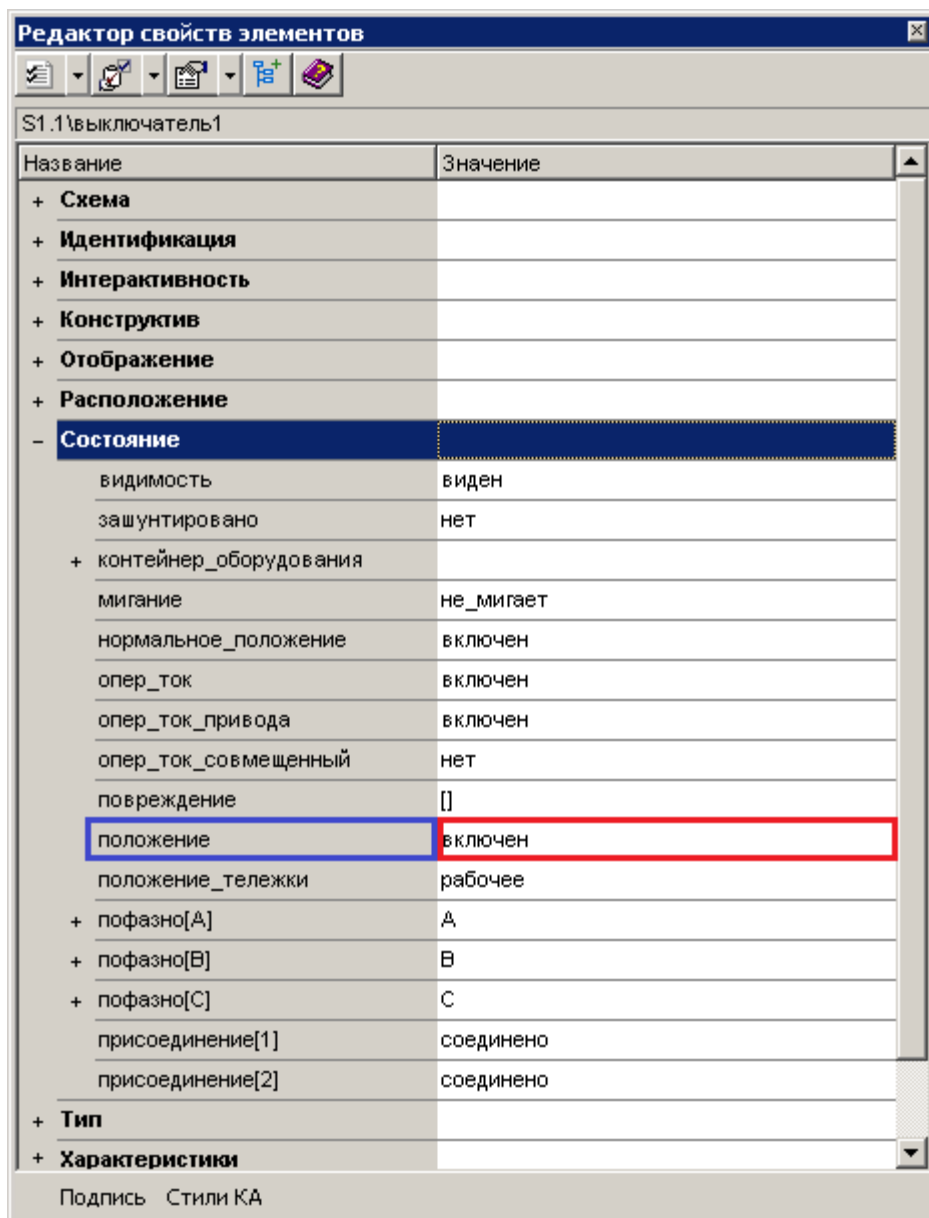 Редактор свойств элементов
S1.1\выключатель1
Название Значение
+ Схема
+ Идентификация
+ Интерактивность
+ Конструктив
+ Отображение
+ Расположение
− Состояние
видимость виден
зашунтировано нет
+ контейнер_оборудования
мигание не_мигает
нормальное_положение включен
опер_ток включен
опер_ток_привода включен
опер_ток_совмещенный нет
повреждение []
положение включен
положение_тележки рабочее
+ пофазно[A] A
+ пофазно[B] B
+ пофазно[C] C
присоединение[1] соединено
присоединение[2] соединено
+ Тип
+ Характеристики
Подпись Стили КА